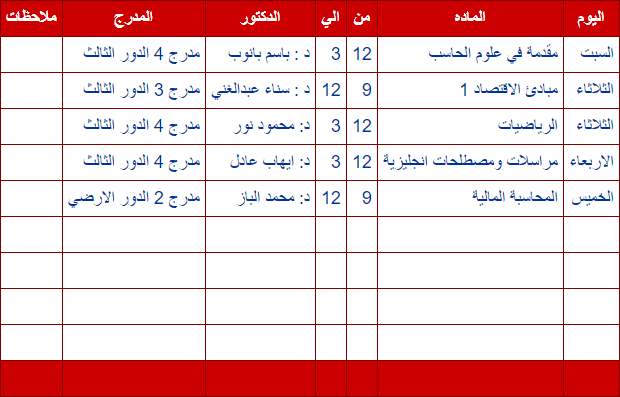 اليوم الماده من الي الدكتور المدرج ملاحظات
السبت مقدمة في علوم الحاسب 12 3 د : باسم بانوب مدرج 4 الدور الثالث
الثلاثاء مبادئ الاقتصاد 1 9 12 د : سناء عبدالغني مدرج 3 الدور الثالث
الثلاثاء الرياضيات 12 3 د: محمود نور مدرج 4 الدور الثالث
الاربعاء مراسلات ومصطلحات انجليزية 12 3 د: ايهاب عادل مدرج 4 الدور الثالث
الخميس المحاسبة المالية 9 12 د: محمد الباز مدرج 2 الدور الارضي